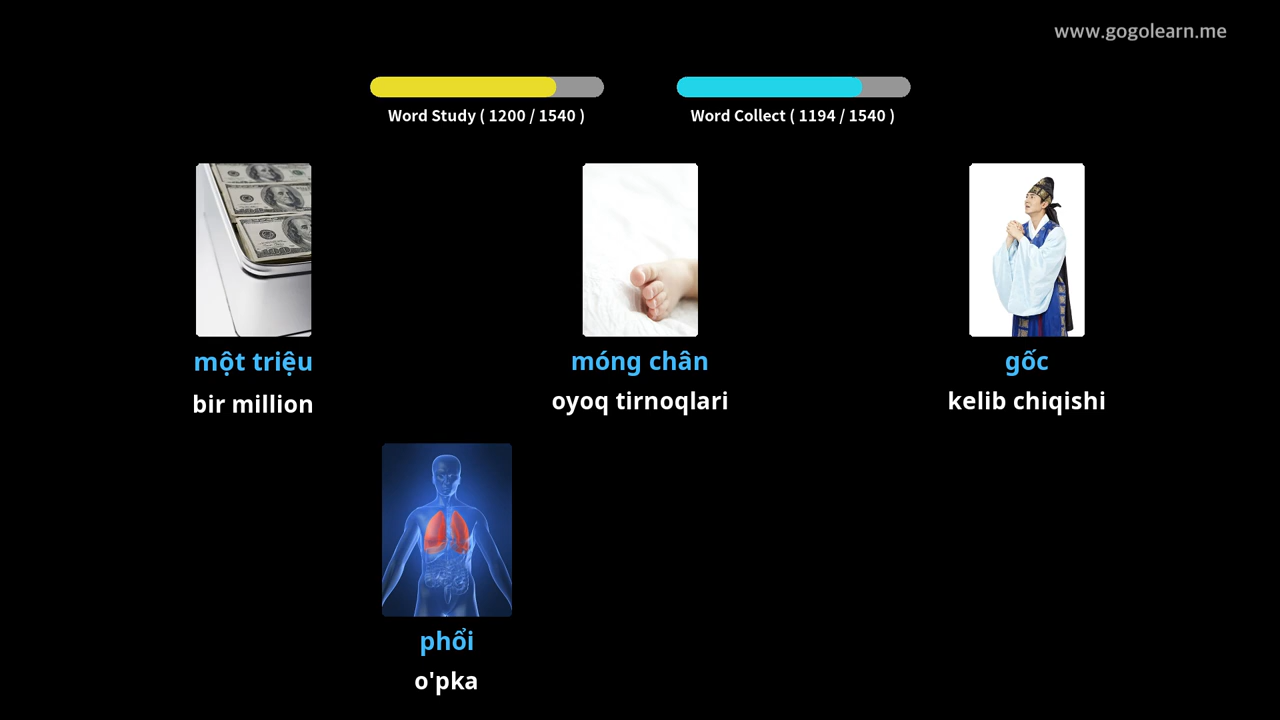 www.gogolearn.me
Word Study ( 1200 / 1540 )
Word Collect ( 1194 / 1540 )
một triệu
bir million
móng chân
oyoq tirnoqlari
gốc
kelib chiqishi
phổi
o'pka